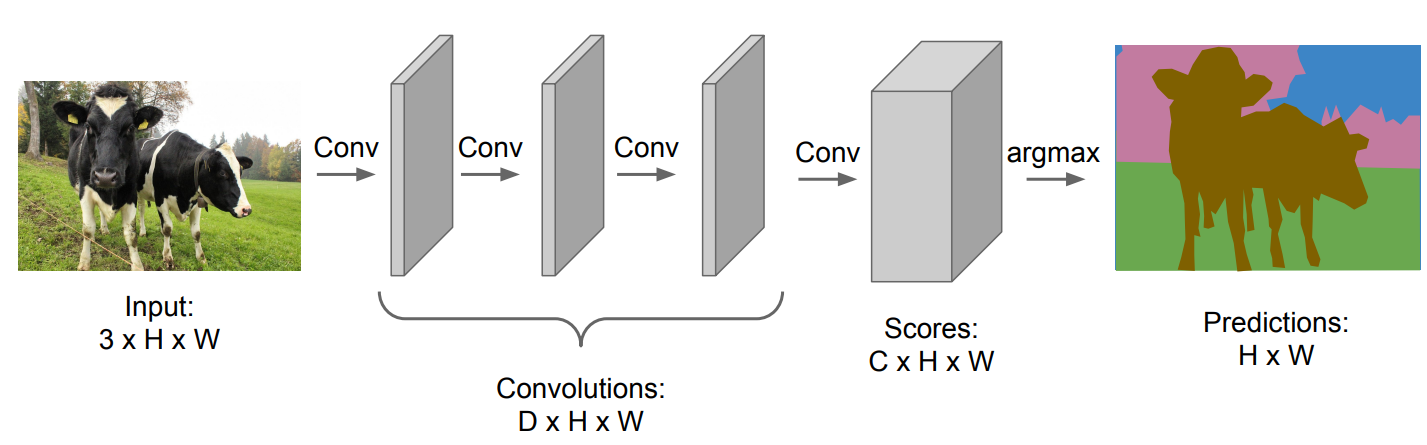 Conv
Conv
Conv
Conv
argmax
Input:
3 x H x W
Convolutions:
D x H x W
Scores:
C x H x W
Predictions:
H x W